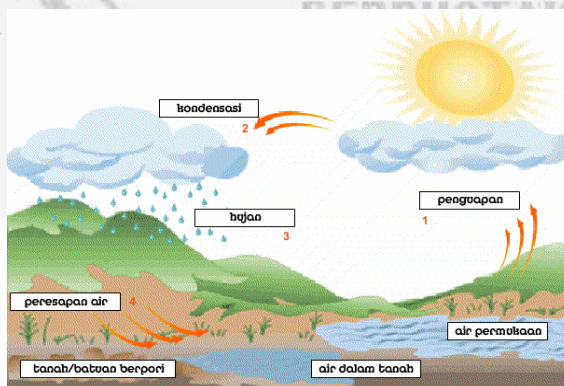 kondensasi
2
penguapan
1
hujan
3
peresapan air
4
air permukaan
tanah/batuan berpori
air dalam tanah